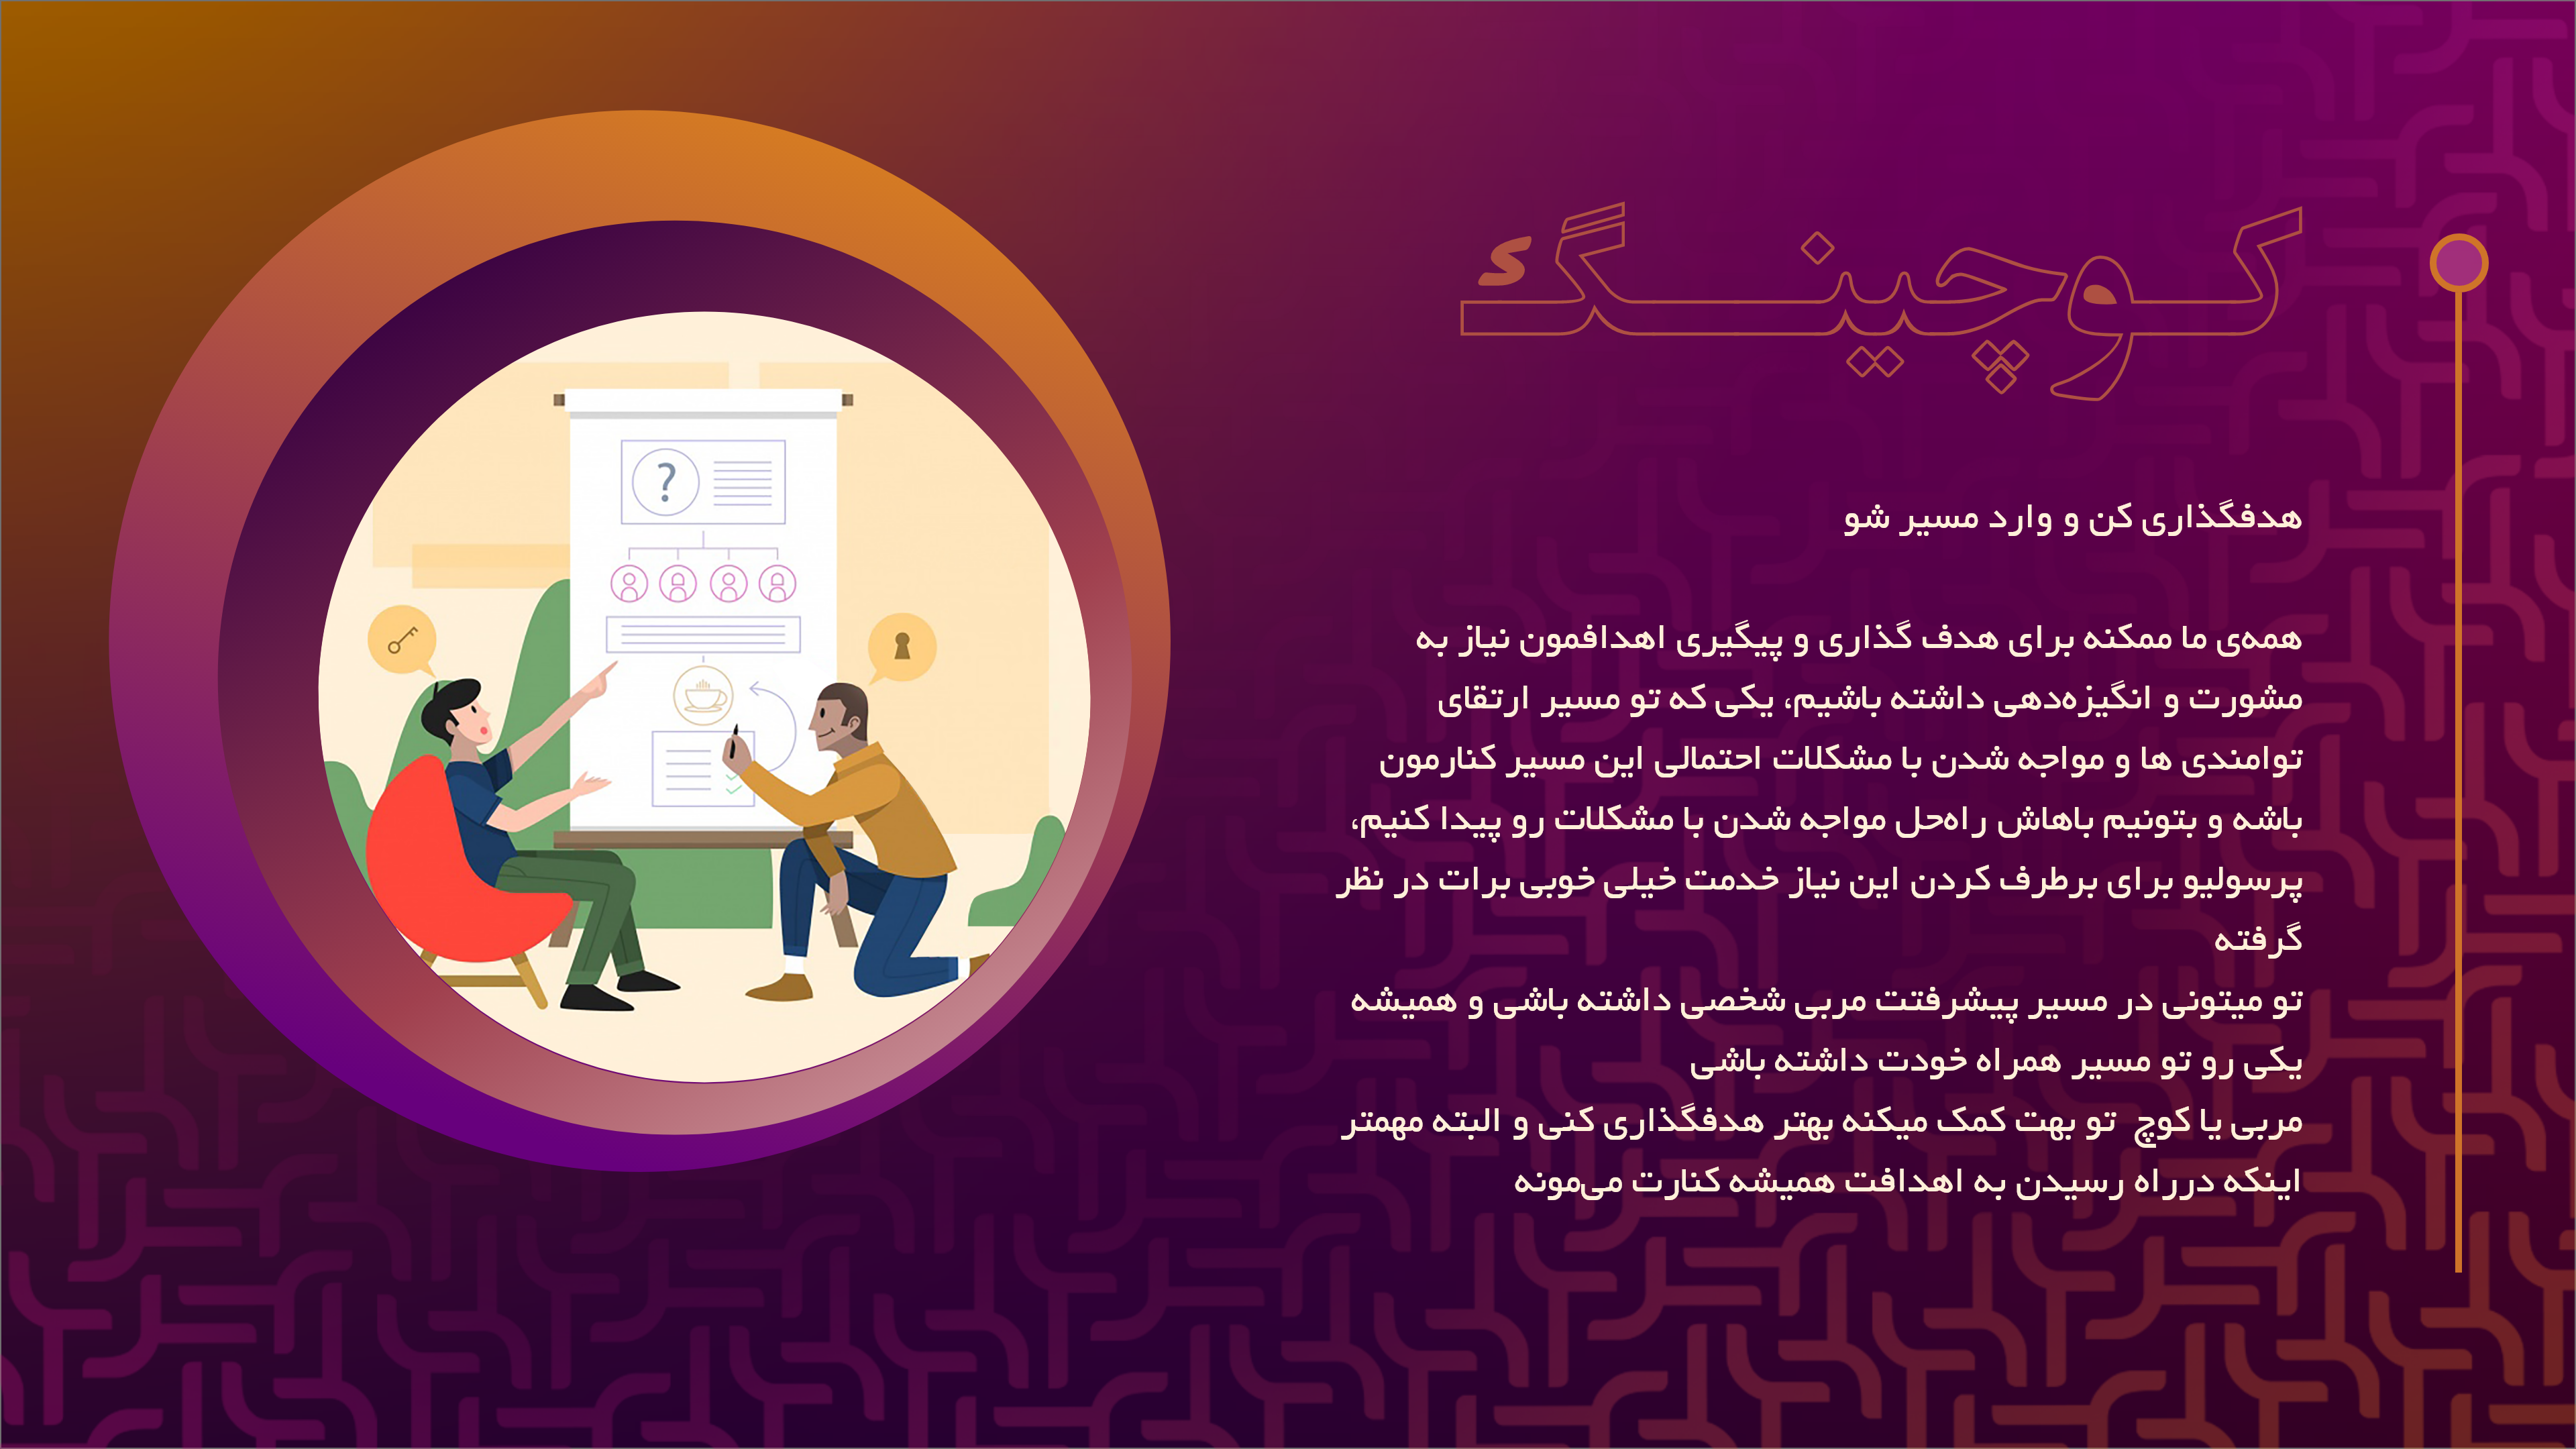 کوچینگ
هدفگذاری کن و وارد مسیر شو
همه‌ی ما ممکنه برای هدف گذاری و پیگیری اهدافمون نیاز به
مشورت و انگیزه‌دهی داشته باشیم، یکی که تو مسیر ارتقای
توامندی ها و مواجه شدن با مشکلات احتمالی این مسیر کنارمون
باشه و بتونیم باهاش راه‌حل مواجه شدن با مشکلات رو پیدا کنیم،
پرسولیو برای برطرف کردن این نیاز خدمت خیلی خوبی برات در نظر
گرفته
تو میتونی در مسیر پیشرفتت مربی شخصی داشته باشی و همیشه
یکی رو تو مسیر همراه خودت داشته باشی
مربی یا کوچ  تو بهت کمک میکنه بهتر هدفگذاری کنی و البته مهمتر
اینکه درراه رسیدن به اهدافت همیشه کنارت می‌مونه
?